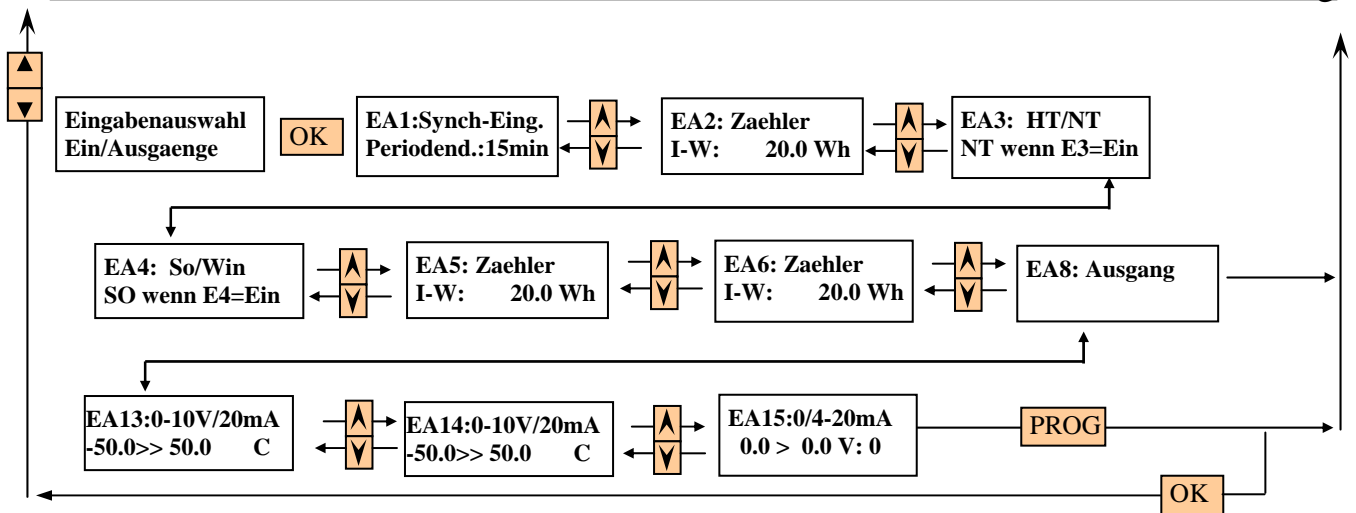 Eingabenauswahl
Ein/Ausgaenge
OK
EA1:Synch-Eing.
Periodend.:15min
EA2: Zaehler
I-W: 20.0 Wh
EA3: HT/NT
NT wenn E3=Ein
EA4: So/Win
SO wenn E4=Ein
EA5: Zaehler
I-W: 20.0 Wh
EA6: Zaehler
I-W: 20.0 Wh
EA8: Ausgang
EA13:0-10V/20mA
-50.0>> 50.0 C
EA14:0-10V/20mA
-50.0>> 50.0 C
EA15:0/4-20mA
0.0 > 0.0 V: 0
PROG
OK